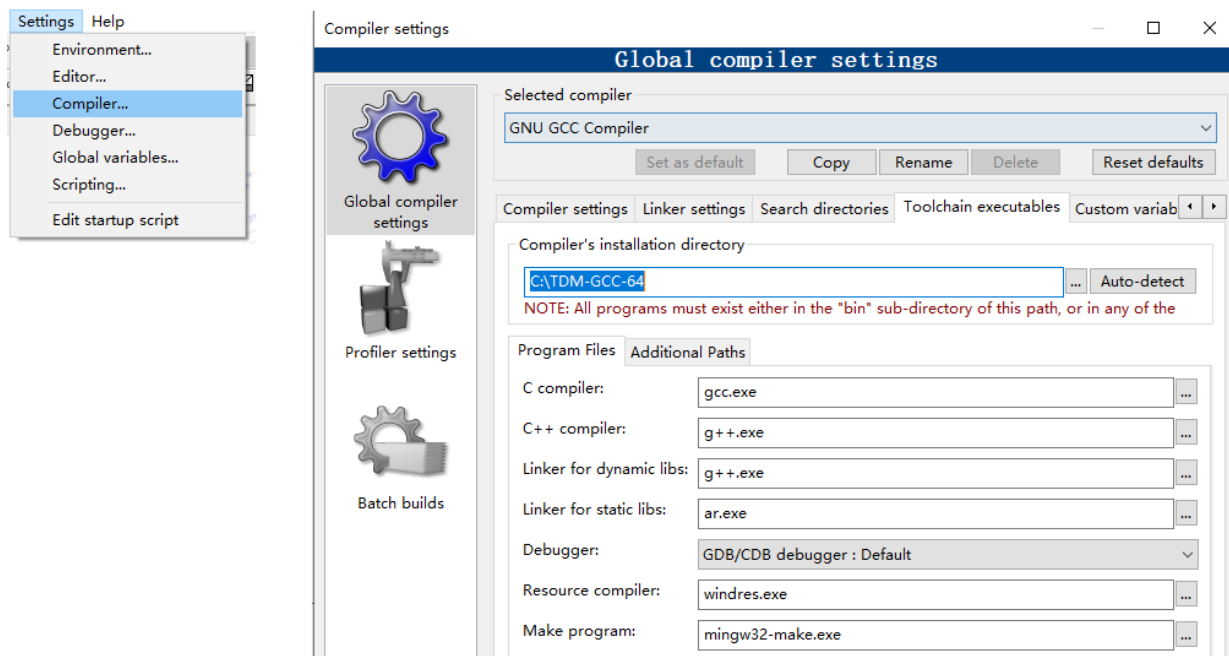 Settings Help
Environment...
Editor...
Compiler...
Debugger...
Global variables...
Scripting...
Edit startup script
Compiler settings
Global compiler settings
Global compiler
settings
Profiler settings
Batch builds
Selected compiler
GNU GCC Compiler
Set as default Copy Rename Delete Reset defaults
Compiler settings Linker settings Search directories Toolchain executables Custom variab
Compiler's installation directory
C:\TDM-GCC-64 ... Auto-detect
NOTE: All programs must exist either in the "bin" sub-directory of this path, or in any of the
Program Files Additional Paths
C compiler: gcc.exe ...
C++ compiler: g++.exe ...
Linker for dynamic libs: g++.exe ...
Linker for static libs: ar.exe ...
Debugger: GDB/CDB debugger : Default
Resource compiler: windres.exe ...
Make program: mingw32-make.exe ...